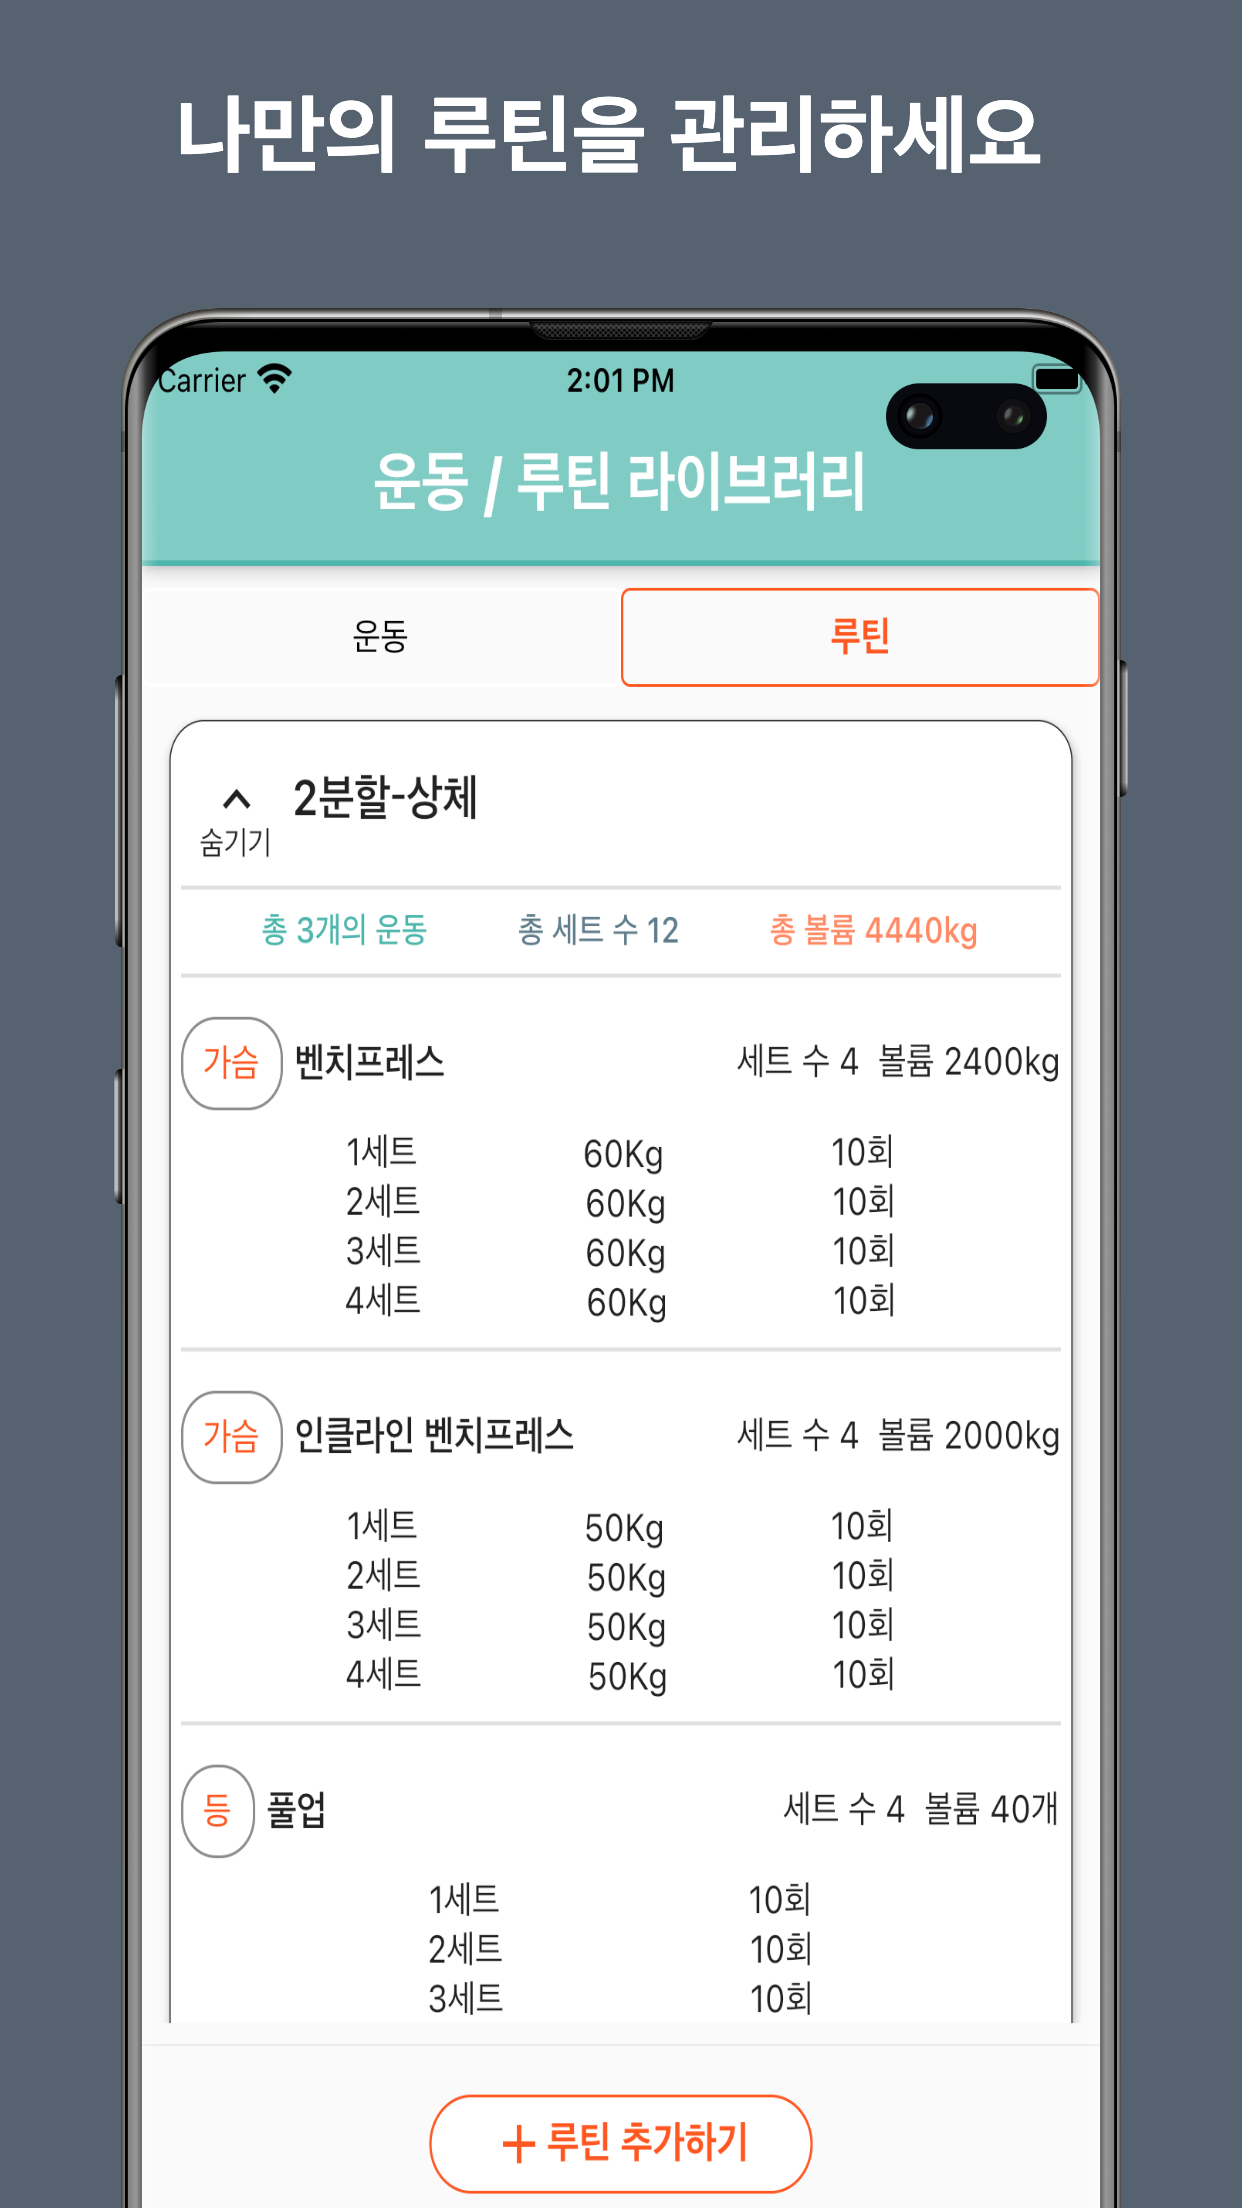 나만의 루틴을 관리하세요
Carrier 2:01 PM
운동 / 루틴 라이브러리
운동 루틴
2분할-상체
숨기기
총 3개의 운동 총 세트 수 12 총 볼륨 4440kg
가슴 벤치프레스 세트 수 4 볼륨 2400kg
1세트 60Kg 10회
2세트 60Kg 10회
3세트 60Kg 10회
4세트 60Kg 10회
가슴 인클라인 벤치프레스 세트 수 4 볼륨 2000kg
1세트 50Kg 10회
2세트 50Kg 10회
3세트 50Kg 10회
4세트 50Kg 10회
등 풀업 세트 수 4 볼륨 40개
1세트 10회
2세트 10회
3세트 10회
+ 루틴 추가하기